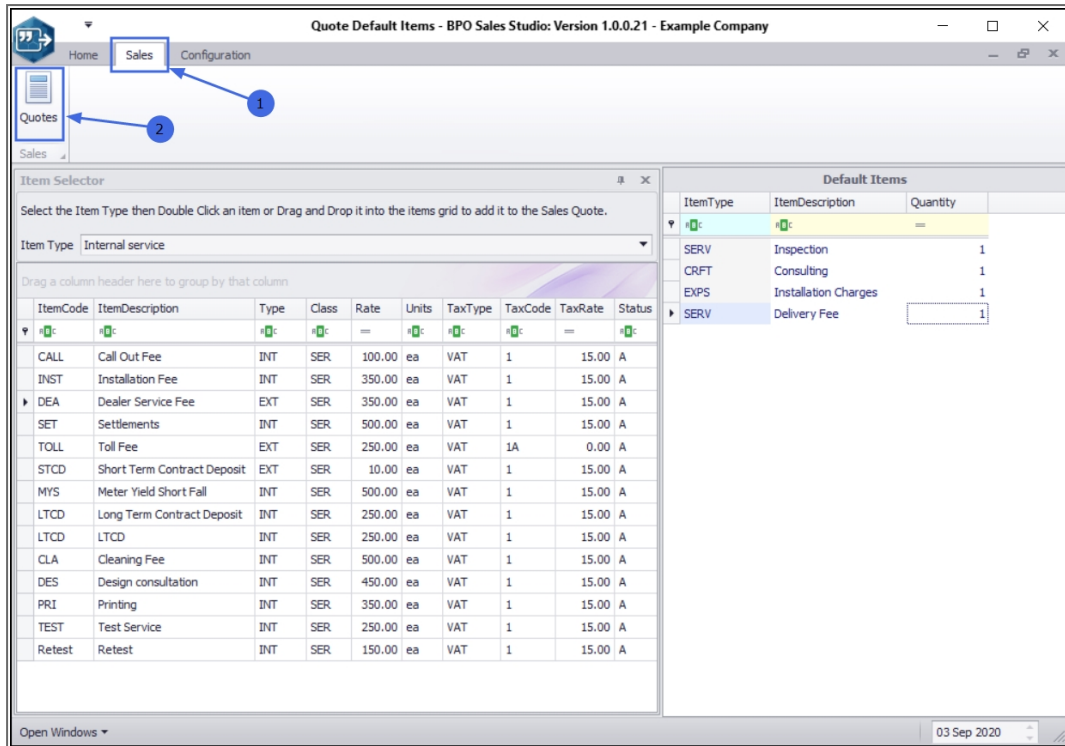 Quote Default Items - BPO Sales Studio: Version 1.0.0.21 - Example Company
Home Sales Configuration
1
Quotes
2
Sales
Item Selector
Select the Item Type then Double Click an item or Drag and Drop it into the items grid to add it to the Sales Quote.
Item Type Internal service
Drag a column header here to group by that column
ItemCode ItemDescription Type Class Rate Units TaxType TaxCode TaxRate Status
= =
CALL Call Out Fee INT SER 100.00 ea VAT 1 15.00 A
INST Installation Fee INT SER 350.00 ea VAT 1 15.00 A
DEA Dealer Service Fee EXT SER 350.00 ea VAT 1 15.00 A
SET Settlements INT SER 500.00 ea VAT 1 15.00 A
TOLL Toll Fee EXT SER 250.00 ea VAT 1A 0.00 A
STCD Short Term Contract Deposit EXT SER 10.00 ea VAT 1 15.00 A
MYS Meter Yield Short Fall INT SER 500.00 ea VAT 1 15.00 A
LTCD Long Term Contract Deposit INT SER 250.00 ea VAT 1 15.00 A
LTCD LTCD INT SER 250.00 ea VAT 1 15.00 A
CLA Cleaning Fee INT SER 500.00 ea VAT 1 15.00 A
DES Design consultation INT SER 450.00 ea VAT 1 15.00 A
PRI Printing INT SER 350.00 ea VAT 1 15.00 A
TEST Test Service INT SER 250.00 ea VAT 1 15.00 A
Retest Retest INT SER 150.00 ea VAT 1 15.00 A
Default Items
ItemType ItemDescription Quantity
=
SERV Inspection 1
CRFT Consulting 1
EXPS Installation Charges 1
SERV Delivery Fee 1
Open Windows
03 Sep 2020